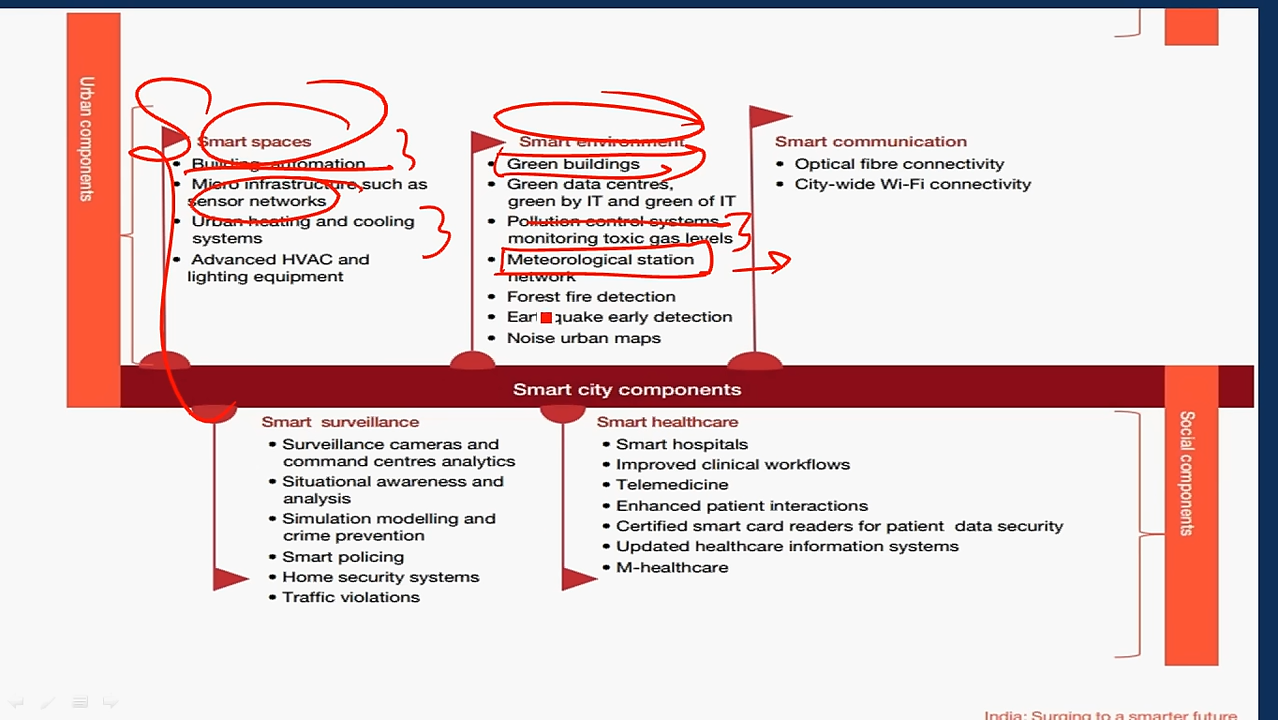 Urban components
Smart spaces
• Building automation
• Micro infrastructure such as
sensor networks
• Urban heating and cooling
systems
• Advanced HVAC and
lighting equipment
Smart environment
• Green buildings
• Green data centres,
green by IT and green of IT
• Pollution control systems
monitoring toxic gas levels
• Meteorological station
network
• Forest fire detection
• Earthquake early detection
• Noise urban maps
Smart communication
• Optical fibre connectivity
• City-wide Wi-Fi connectivity
Smart city components
Smart surveillance
• Surveillance cameras and
command centres analytics
• Situational awareness and
analysis
• Simulation modelling and
crime prevention
• Smart policing
• Home security systems
• Traffic violations
Smart healthcare
• Smart hospitals
• Improved clinical workflows
• Telemedicine
• Enhanced patient interactions
• Certified smart card readers for patient data security
• Updated healthcare information systems
• M-healthcare
Social components
India: Surging to a smarter future